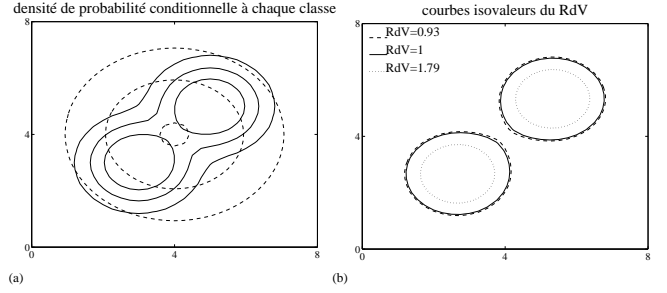 densité de probabilité conditionnelle à chaque classe
8
4
0
0
4
8
(a)
courbes isovaleurs du RdV
8
RdV=0.93
RdV=1
RdV=1.79
4
0
0
4
8
(b)